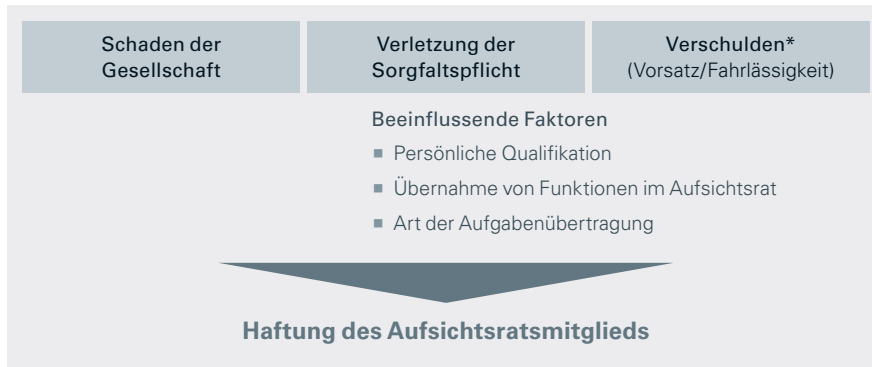 Schaden der
Gesellschaft
Verletzung der
Sorgfaltspflicht
Verschulden*
(Vorsatz/Fahrlässigkeit)
Beeinflussende Faktoren
■ Persönliche Qualifikation
■ Übernahme von Funktionen im Aufsichtsrat
■ Art der Aufgabenübertragung
Haftung des Aufsichtsratsmitglieds